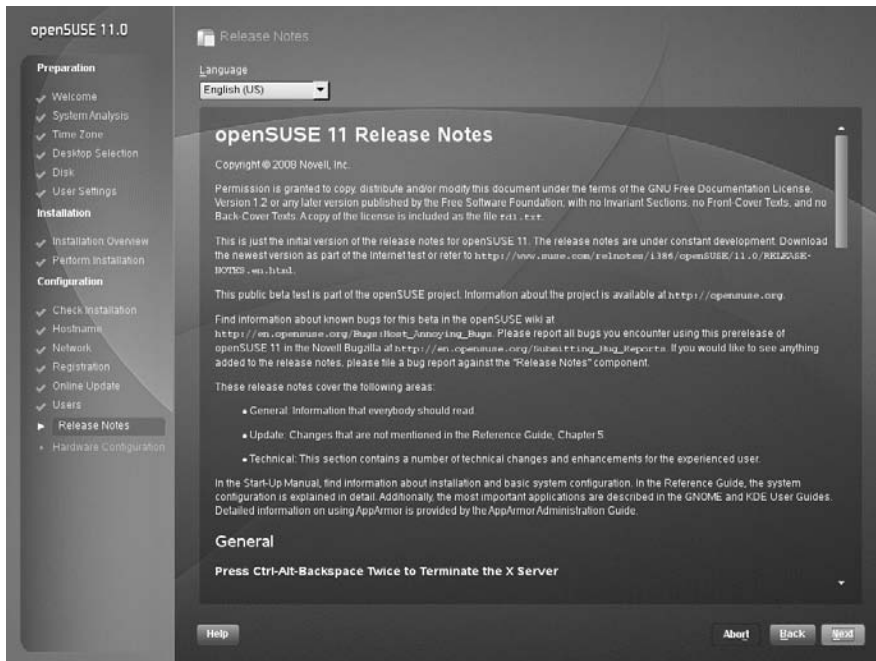 openSUSE 11.0
Preparation
Welcome
System Analysis
Time Zone
Desktop Selection
Disk
User Settings
Installation
Installation Overview
Perform Installation
Configuration
Check Installation
Hostname
Network
Registration
Online Update
Users
Release Notes
Hardware Configuration
Release Notes
Language
English (US)
openSUSE 11 Release Notes
Copyright © 2008 Novell, Inc.
Permission is granted to copy, distribute and/or modify this document under the terms of the GNU Free Documentation License,
Version 1.2 or any later version published by the Free Software Foundation; with no Invariant Sections, no Front-Cover Texts, and no
Back-Cover Texts. A copy of the license is included as the file fdl.txt.
This is just the initial version of the release notes for openSUSE 11. The release notes are under constant development. Download
the newest version as part of the Internet test or refer to http://www.suse.com/relnotes/i386/openSUSE/11.0/RELEASE-
NOTES.en.html.
This public beta test is part of the openSUSE project. Information about the project is available at http://opensuse.org.
Find information about known bugs for this beta in the openSUSE wiki at
http://en.opensuse.org/Bugs:Most_Annoying_Bugs. Please report all bugs you encounter using this prerelease of
openSUSE 11 in the Novell Bugzilla at http://en.opensuse.org/Submitting_Bug_Reports. If you would like to see anything
added to the release notes, please file a bug report against the "Release Notes" component.
These release notes cover the following areas:
• General: Information that everybody should read.
• Update: Changes that are not mentioned in the Reference Guide, Chapter 5.
• Technical: This section contains a number of technical changes and enhancements for the experienced user.
In the Start-Up Manual, find information about installation and basic system configuration. In the Reference Guide, the system
configuration is explained in detail. Additionally, the most important applications are described in the GNOME and KDE User Guides.
Detailed information on using AppArmor is provided by the AppArmor Administration Guide.
General
Press Ctrl-Alt-Backspace Twice to Terminate the X Server
Help
Abort
Back
Next